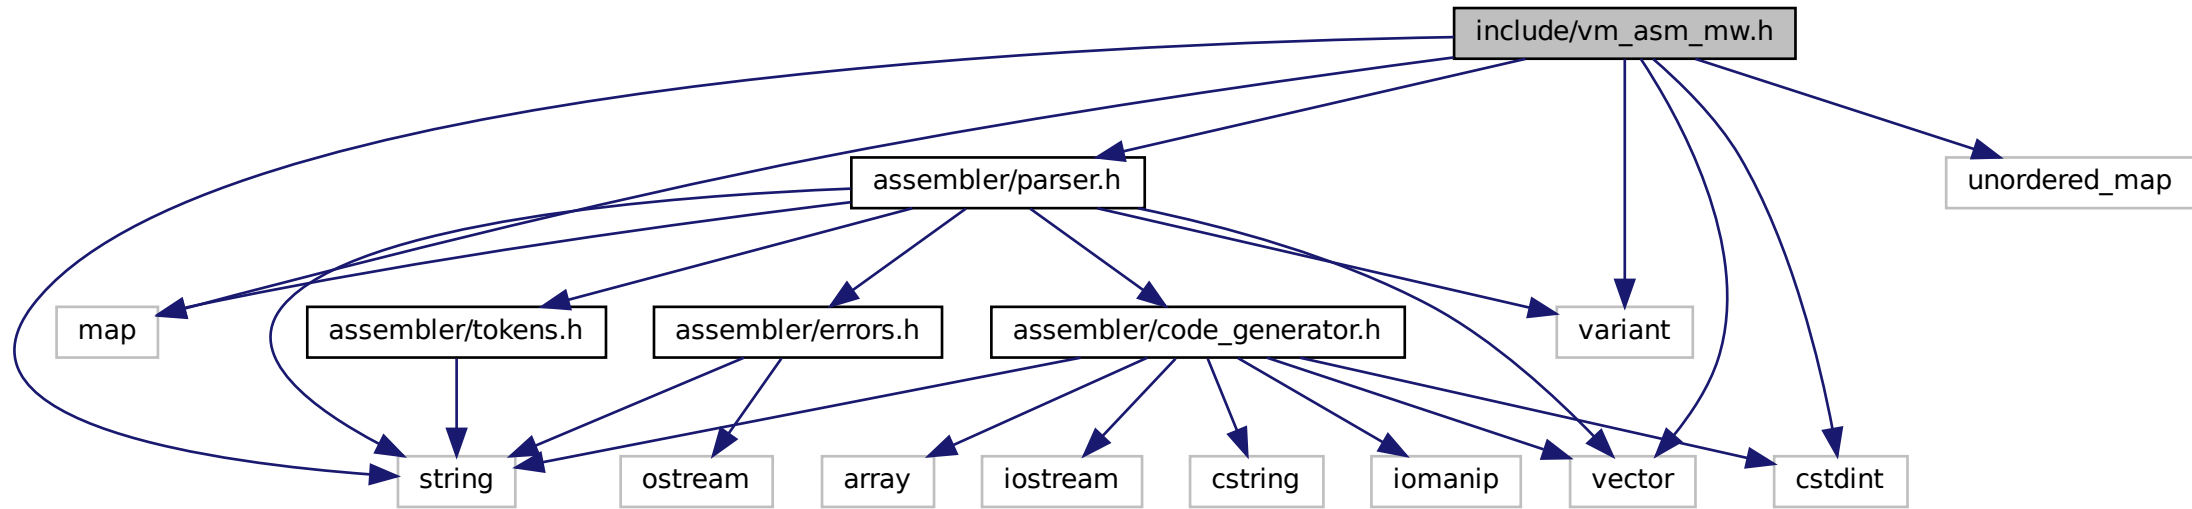 include/vm_asm_mw.h
assembler/parser.h
unordered_map
map
assembler/tokens.h
assembler/errors.h
assembler/code_generator.h
variant
string
ostream
array
iostream
cstring
iomanip
vector
cstdint